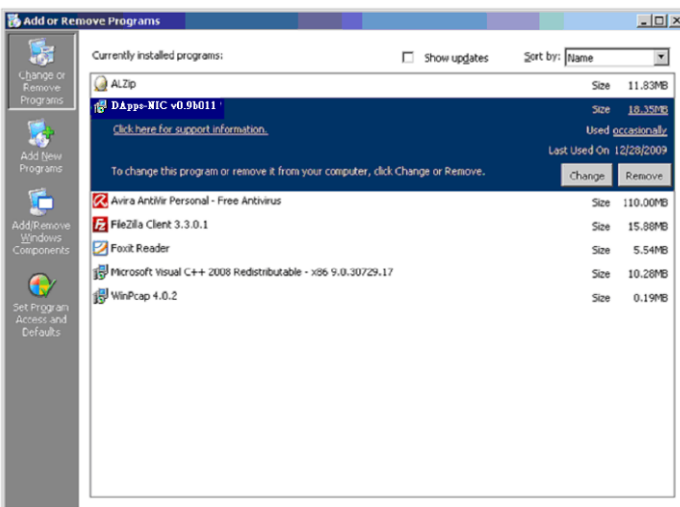 Add or Remove Programs
Change or
Remove
Programs
Add New
Programs
Add/Remove
Windows
Components
Set Program
Access and
Defaults
Currently installed programs:
Show updates
Sort by: Name
ALZip Size 11.83MB
DApps-NIC v0.9b011 Size 18.35MB
Click here for support information. Used occasionally
Last Used On 12/28/2009
To change this program or remove it from your computer, click Change or Remove. Change Remove
Avira AntiVir Personal - Free Antivirus Size 110.00MB
FileZilla Client 3.3.0.1 Size 15.88MB
Foxit Reader Size 5.54MB
Microsoft Visual C++ 2008 Redistributable - x86 9.0.30729.17 Size 10.28MB
WinPcap 4.0.2 Size 0.19MB